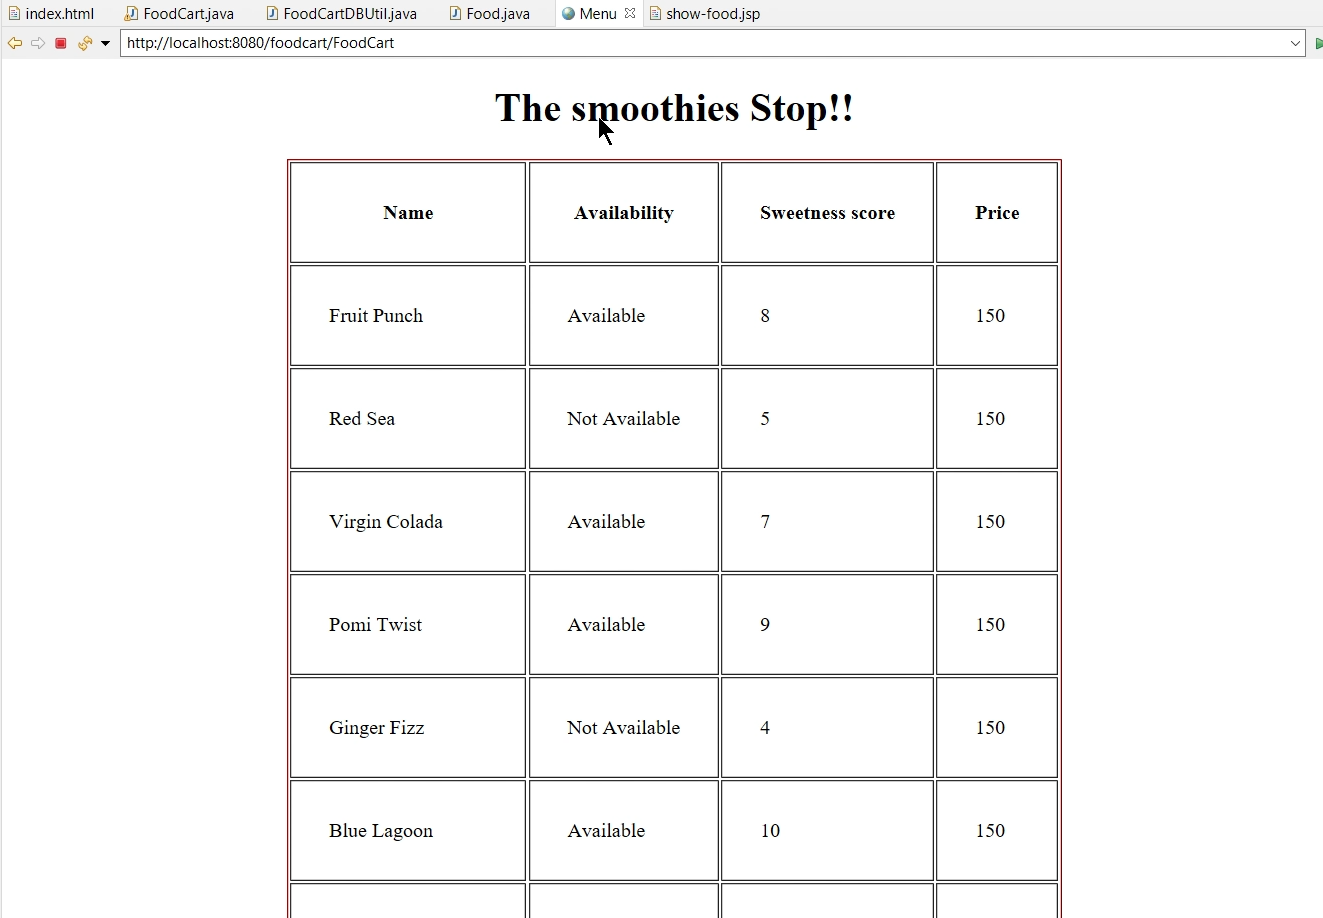 index.html FoodCart.java FoodCartDBUtil.java Food.java Menu show-food.jsp
http://localhost:8080/foodcart/FoodCart
The smoothies Stop!!
Name Availability Sweetness score Price
Fruit Punch Available 8 150
Red Sea Not Available 5 150
Virgin Colada Available 7 150
Pomi Twist Available 9 150
Ginger Fizz Not Available 4 150
Blue Lagoon Available 10 150